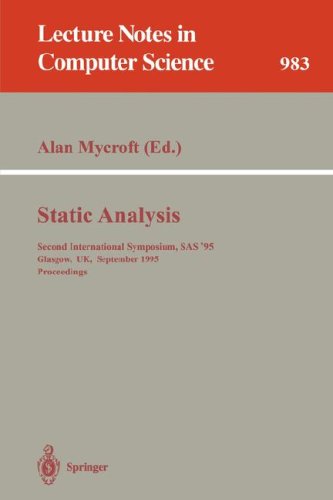 Lecture Notes in
Computer Science 983
Alan Mycroft (Ed.)
Static Analysis
Second International Symposium, SAS '95
Glasgow, UK, September 1995
Proceedings
Springer